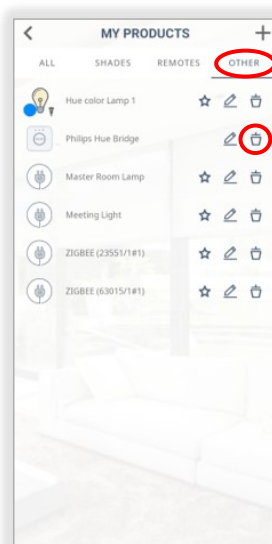 MY PRODUCTS
ALL SHADES REMOTES OTHER
Hue color Lamp 1
Philips Hue Bridge
Master Room Lamp
Meeting Light
ZIGBEE (23551/1#1)
ZIGBEE (63015/1#1)